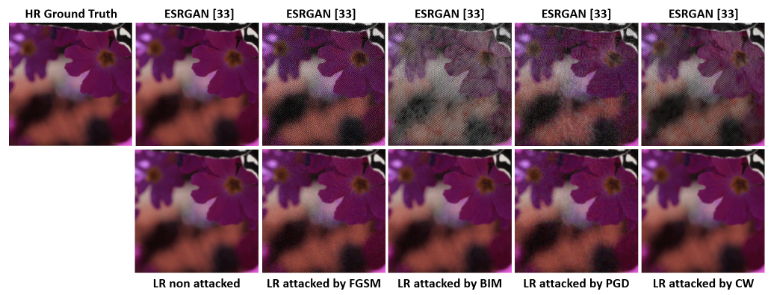 HR Ground Truth ESRGAN [33] ESRGAN [33] ESRGAN [33] ESRGAN [33] ESRGAN [33]
LR non attacked LR attacked by FGSM LR attacked by BIM LR attacked by PGD LR attacked by CW